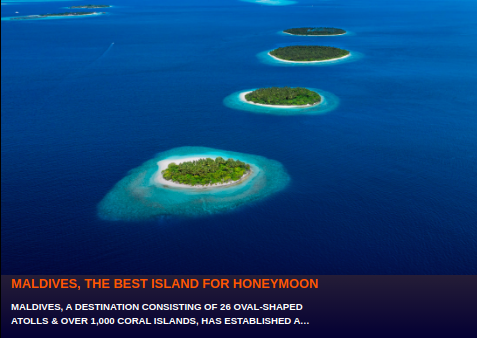 MALDIVES, THE BEST ISLAND FOR HONEYMOON
MALDIVES, A DESTINATION CONSISTING OF 26 OVAL-SHAPED
ATOLLS & OVER 1,000 CORAL ISLANDS, HAS ESTABLISHED A...